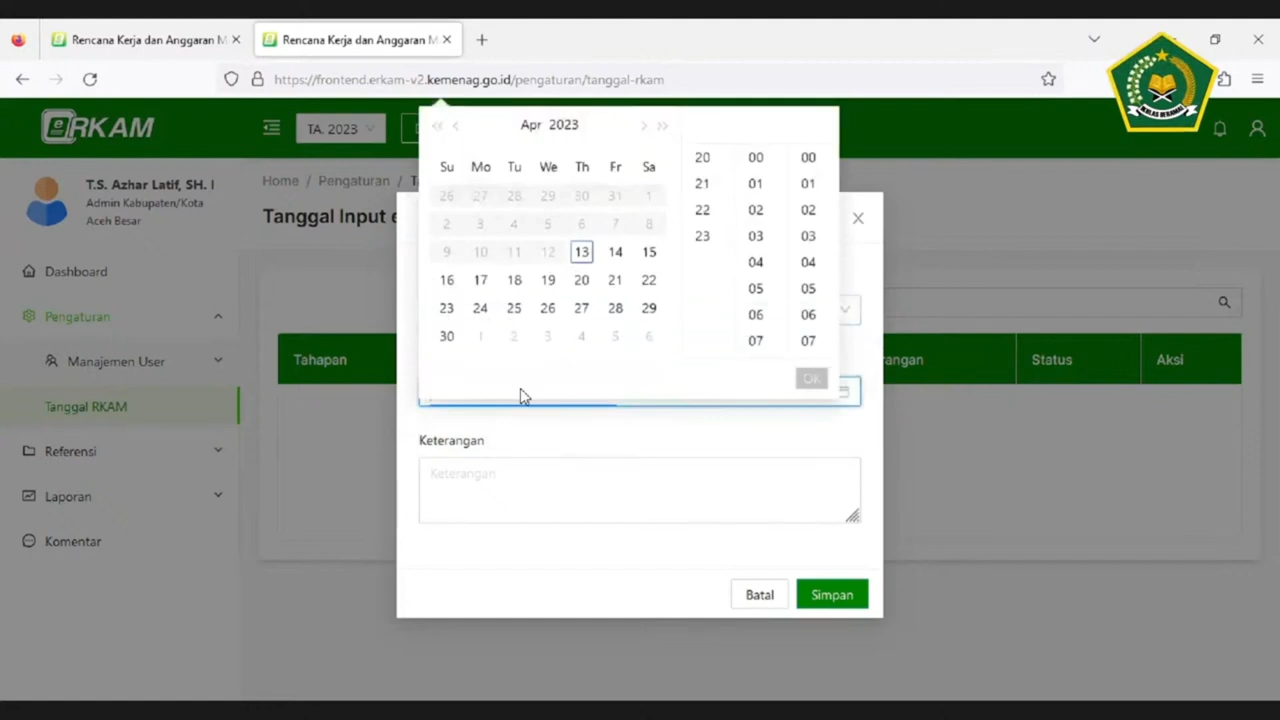 Rencana Kerja dan Anggaran M
Rencana Kerja dan Anggaran M
https://frontend.erkam-v2.kemenag.go.id/pengaturan/tanggal-rkam
IKHLAS BERAMAL
eRKAM
TA. 2023
T.S. Azhar Latif, SH. I
Admin Kabupaten/Kota
Aceh Besar
Dashboard
Pengaturan
Manajemen User
Tanggal RKAM
Referensi
Laporan
Komentar
Home / Pengaturan / T
Tanggal Input e
Tahapan
rangan
Status
Aksi
Apr 2023
Su Mo Tu We Th Fr Sa
26 27 28 29 30 31 1
2 3 4 5 6 7 8
9 10 11 12 13 14 15
16 17 18 19 20 21 22
23 24 25 26 27 28 29
30 1 2 3 4 5 6
20 00 00
21 01 01
22 02 02
23 03 03
04 04
05 05
06 06
07 07
OK
Keterangan
Keterangan
Batal
Simpan